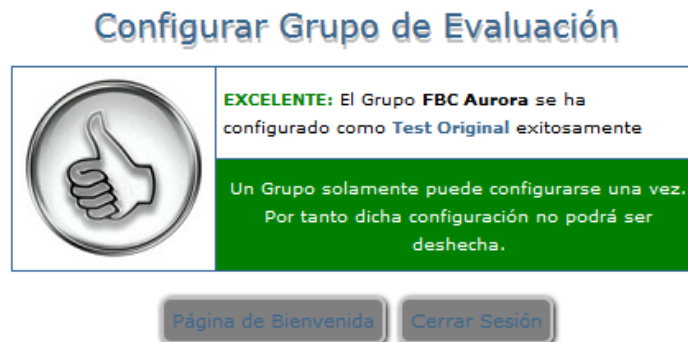 Configurar Grupo de Evaluación
EXCELENTE: El Grupo FBC Aurora se ha
configurado como Test Original exitosamente
Un Grupo solamente puede configurarse una vez.
Por tanto dicha configuración no podrá ser
deshecha.
Página de Bienvenida
Cerrar Sesión